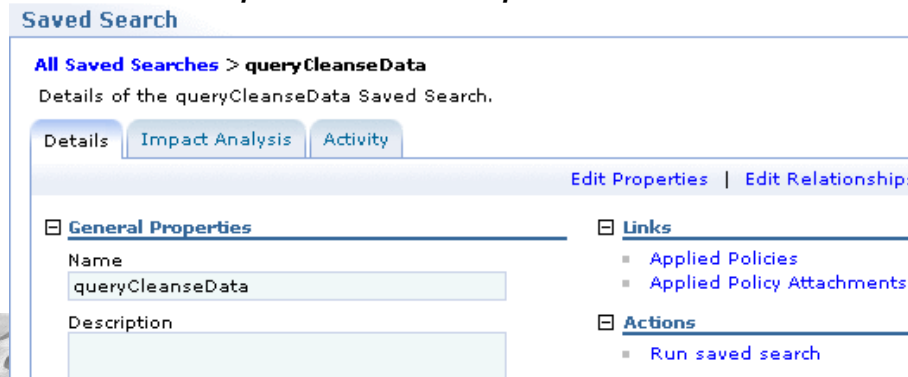 Saved Search
All Saved Searches > queryCleanseData
Details of the queryCleanseData Saved Search.
Details Impact Analysis Activity
Edit Properties | Edit Relationships
General Properties
Name
queryCleanseData
Description
Links
Applied Policies
Applied Policy Attachments
Actions
Run saved search